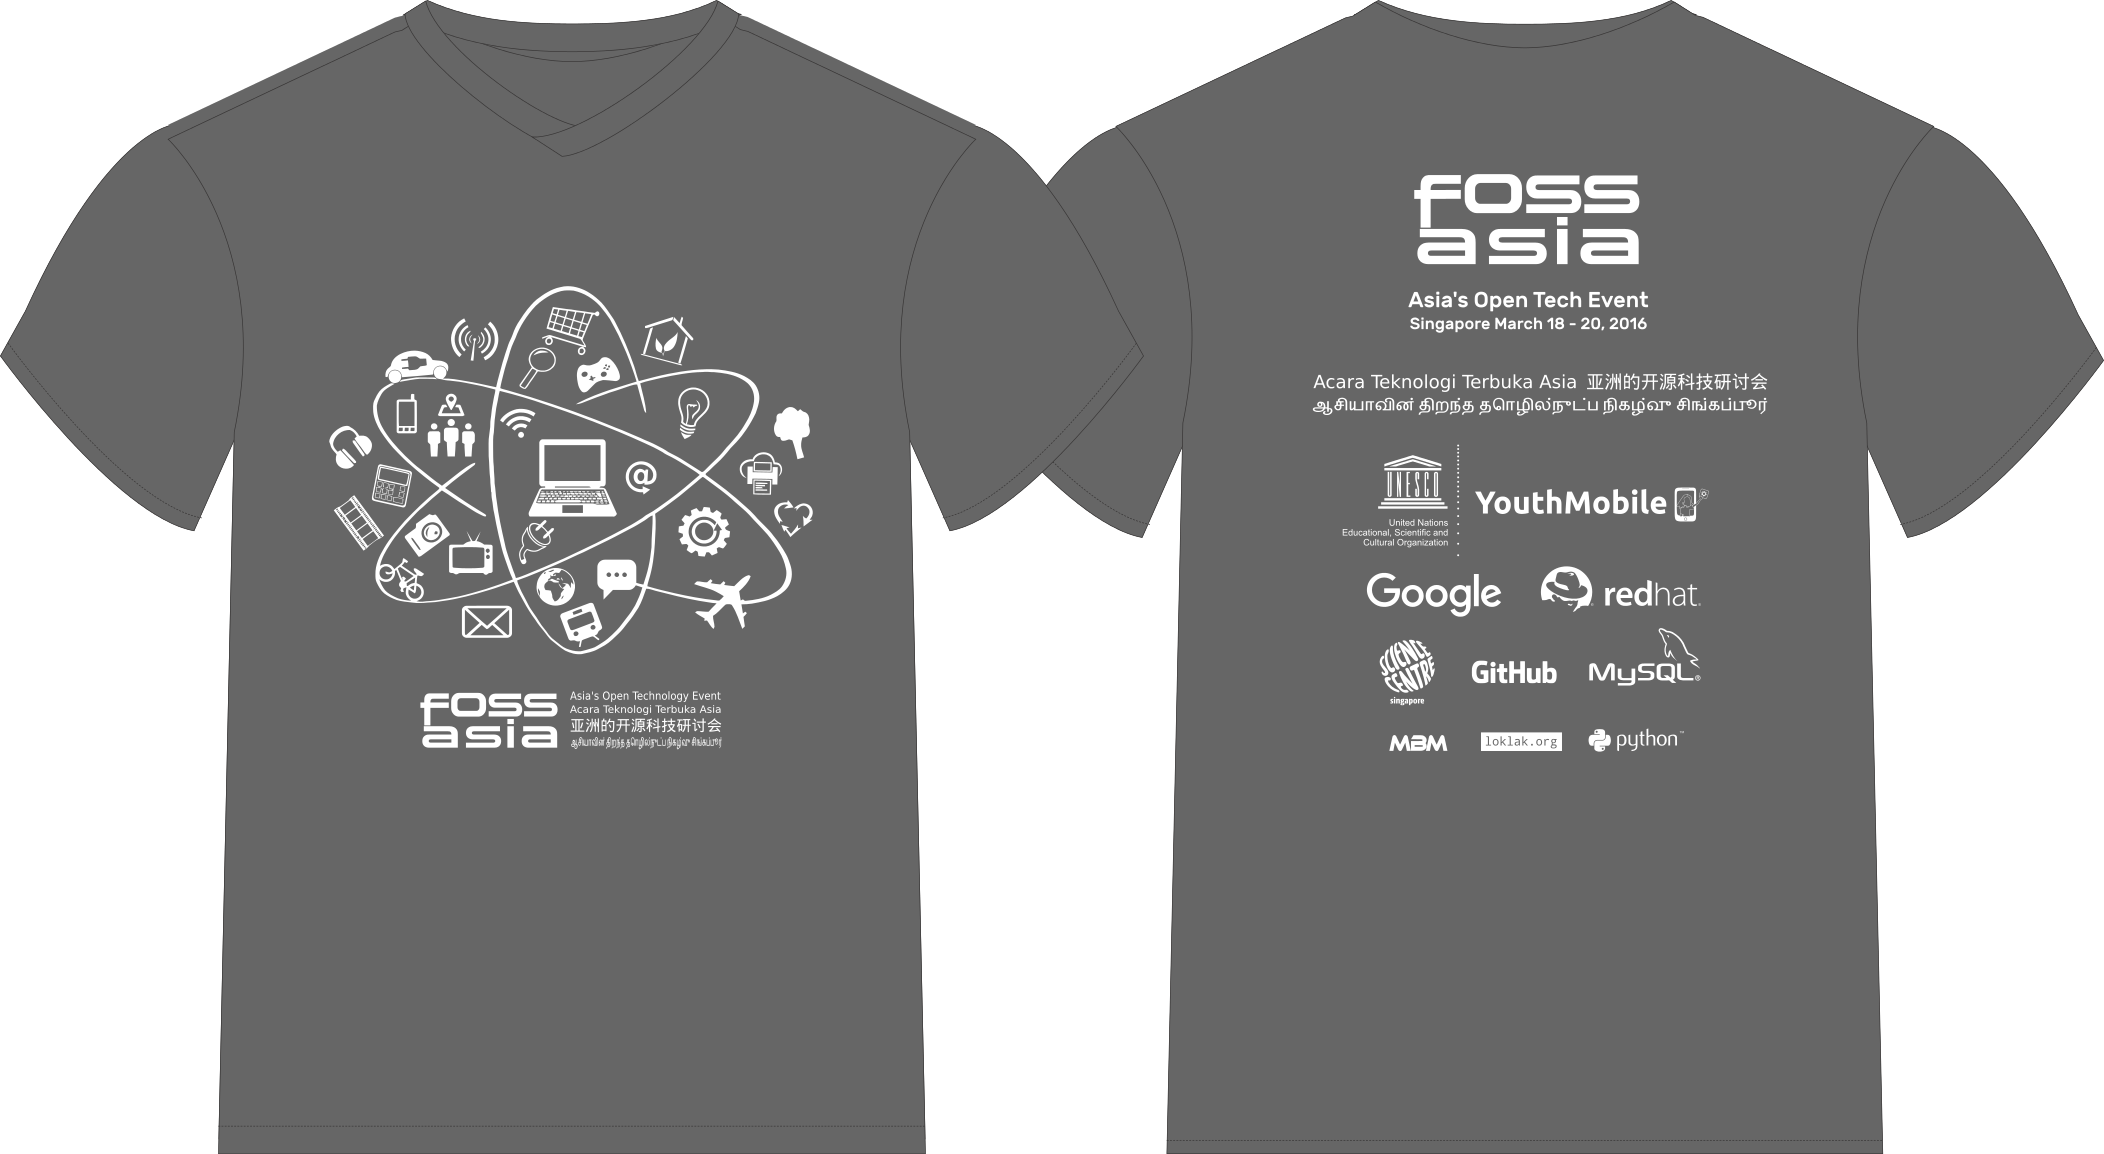 foss
asia
Asia's Open Technology Event
Acara Teknologi Terbuka Asia
亚洲的开源科技研讨会
ஆசியாவின் திறந்த தொழில்நுட்ப நிகழ்வு சிங்கப்பூர்
@
foss
asia
Asia's Open Tech Event
Singapore March 18 - 20, 2016
Acara Teknologi Terbuka Asia 亚洲的开源科技研讨会
ஆசியாவின் திறந்த தொழில்நுட்ப நிகழ்வு சிங்கப்பூர்
UNESCO
United Nations
Educational, Scientific and
Cultural Organization
YouthMobile
Google
redhat.
SCIENCE
CENTRE
singapore
GitHub
MySQL®
MBM
loklak.org
python™